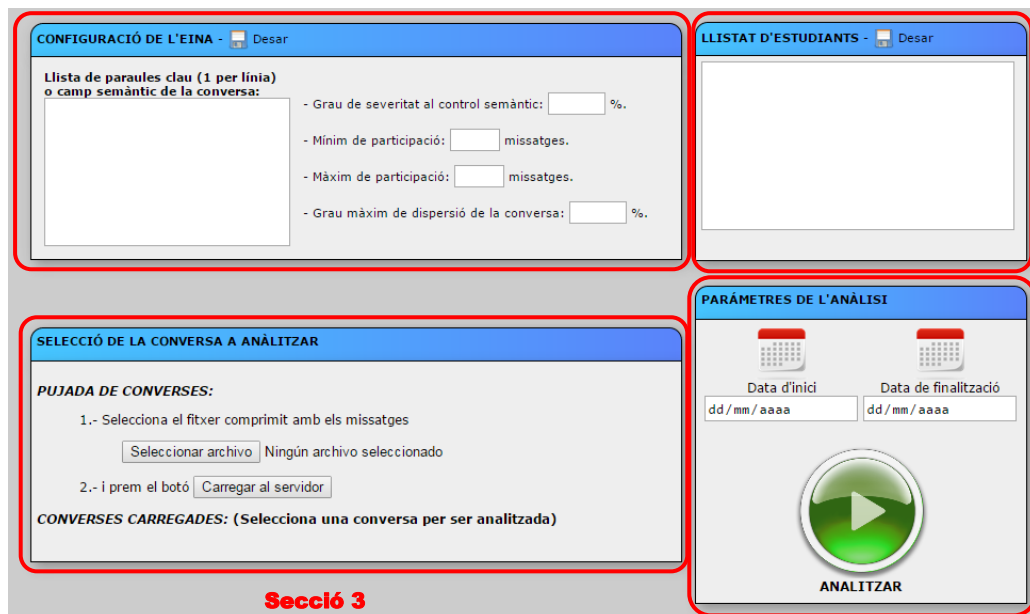 CONFIGURACIÓ DE L'EINA - Desar
Llista de paraules clau (1 per línia)
o camp semàntic de la conversa:
- Grau de severitat al control semàntic: %.
- Mínim de participació: missatges.
- Màxim de participació: missatges.
- Grau màxim de dispersió de la conversa: %.
LLISTAT D'ESTUDIANTS - Desar
SELECCIÓ DE LA CONVERSA A ANÀLITZAR
PUJADA DE CONVERSES:
1.- Selecciona el fitxer comprimit amb els missatges
Seleccionar archivo Ningún archivo seleccionado
2.- i prem el botó Carregar al servidor
CONVERSES CARREGADES: (Selecciona una conversa per ser analitzada)
PARÁMETRES DE L'ANÀLISI
Data d'inici Data de finalització
dd/mm/aaaa dd/mm/aaaa
ANALITZAR
Secció 3